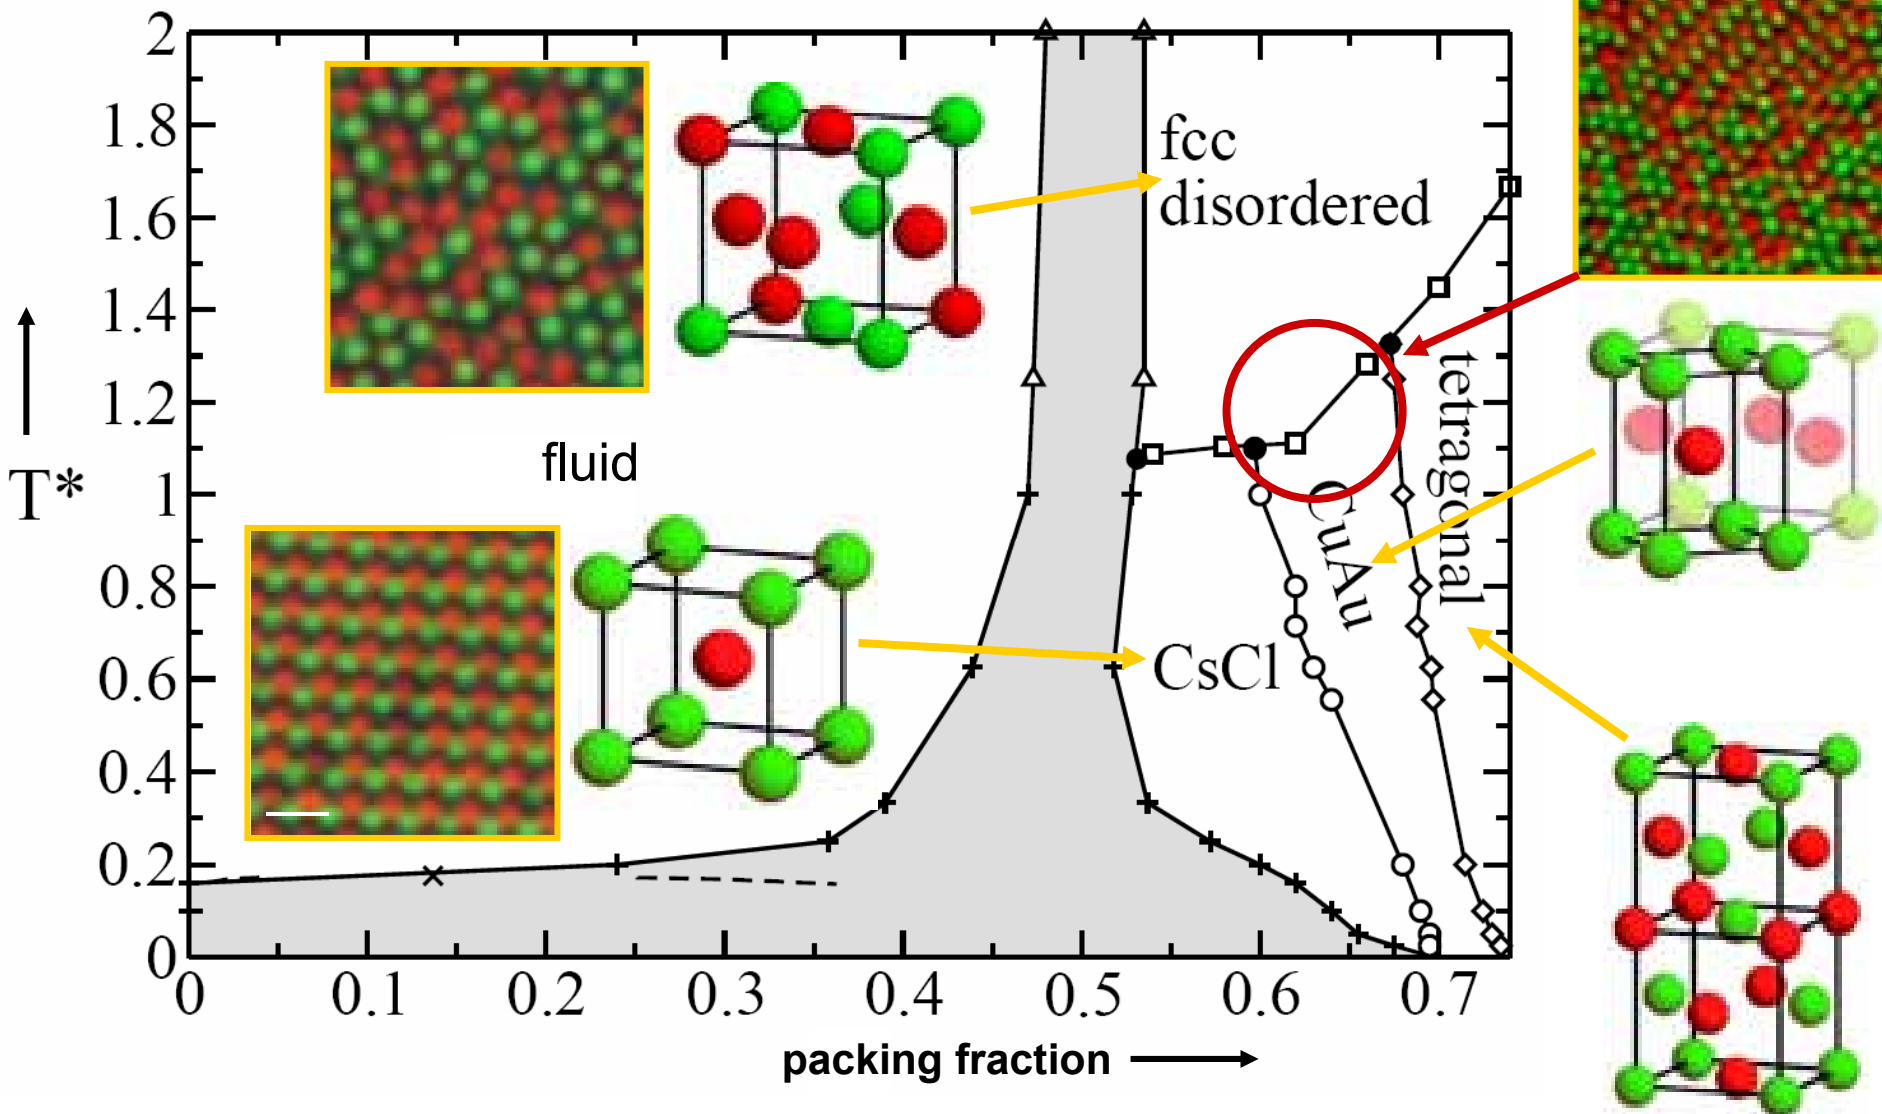 2
1.8
1.6
1.4
1.2
1
0.8
0.6
0.4
0.2
0
T*
fcc
disordered
fluid
tetragonal
CuAu
CsCl
0 0.1 0.2 0.3 0.4 0.5 0.6 0.7
packing fraction